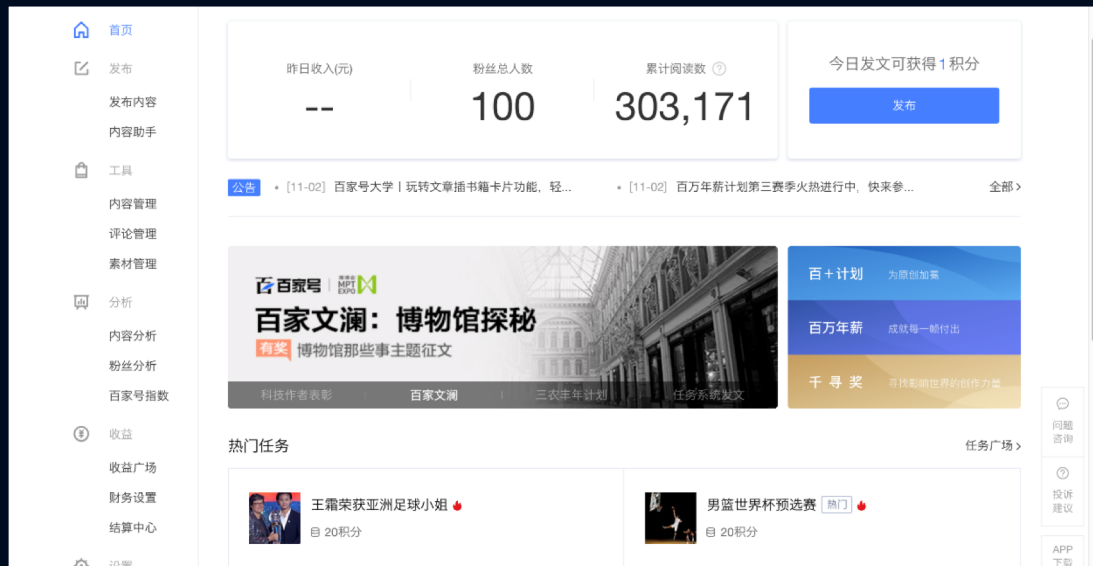 首页
发布
发布内容
内容助手
工具
内容管理
评论管理
素材管理
分析
内容分析
粉丝分析
百家号指数
收益
收益广场
财务设置
结算中心
设置
昨日收入(元)
--
粉丝总人数
100
累计阅读数 ?
303,171
今日发文可获得1积分
发布
公告 • [11-02] 百家号大学丨玩转文章插书籍卡片功能，轻... • [11-02] 百万年薪计划第三赛季火热进行中，快来参... 全部 >
百家号 博博会 MPT EXPO
百家文澜：博物馆探秘
有奖 博物馆那些事主题征文
科技作者表彰 百家文澜 三农丰年计划 任务系统发文
百+计划 为原创加冕
百万年薪 成就每一帧付出
千寻奖 寻找影响世界的创作力量
热门任务 任务广场 >
王霜荣获亚洲足球小姐
20积分
男篮世界杯预选赛 热门
20积分
问题
咨询
?
投诉
建议
APP
下载